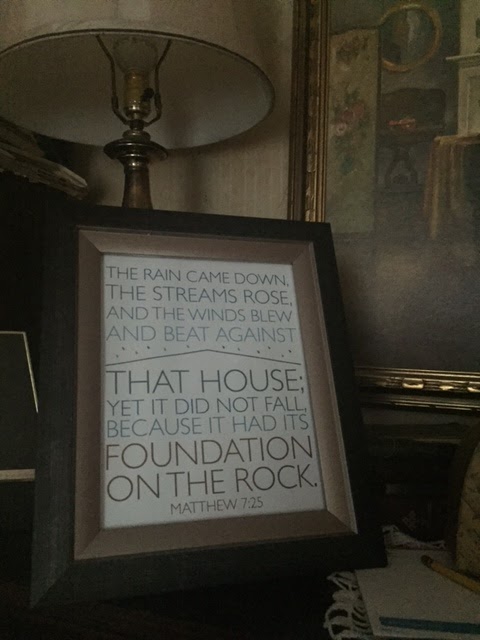 THE RAIN CAME DOWN,
THE STREAMS ROSE,
AND THE WINDS BLEW
AND BEAT AGAINST
THAT HOUSE;
YET IT DID NOT FALL,
BECAUSE IT HAD ITS
FOUNDATION
ON THE ROCK.
MATTHEW 7:25